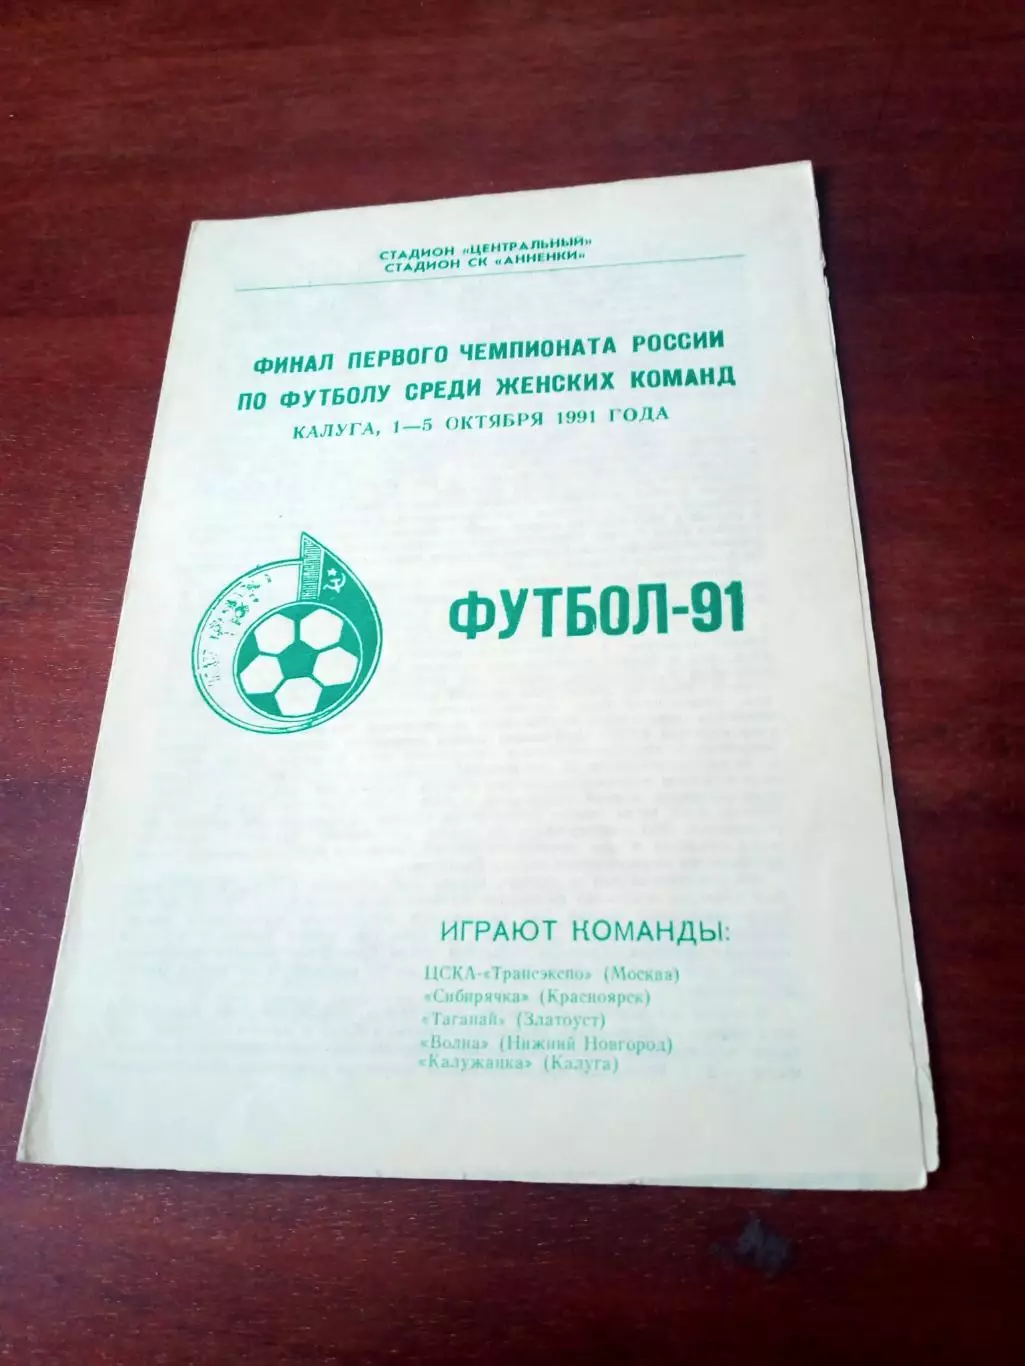 СТАДИОН «ЦЕНТРАЛЬНЫЙ»
СТАДИОН СК «АННЕНКИ»
ФИНАЛ ПЕРВОГО ЧЕМПИОНАТА РОССИИ
ПО ФУТБОЛУ СРЕДИ ЖЕНСКИХ КОМАНД
КАЛУГА, 1—5 ОКТЯБРЯ 1991 ГОДА
ФУТБОЛ-91
ИГРАЮТ КОМАНДЫ:
ЦСКА-«Трансэкспо» (Москва)
«Сибирячка» (Красноярск)
«Таганай» (Златоуст)
«Волна» (Нижний Новгород)
«Калужанка» (Калуга)